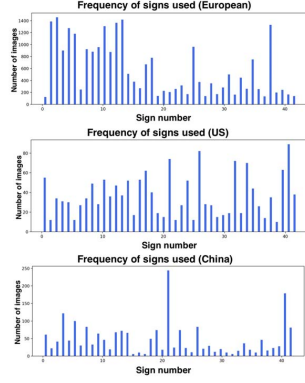 Frequency of signs used (European)
Number of images
1400
1200
1000
800
600
400
200
0
0 10 20 30 40
Sign number
Frequency of signs used (US)
Number of images
80
60
40
20
0
0 10 20 30 40
Sign number
Frequency of signs used (China)
Number of images
250
200
150
100
50
0
0 10 20 30 40
Sign number